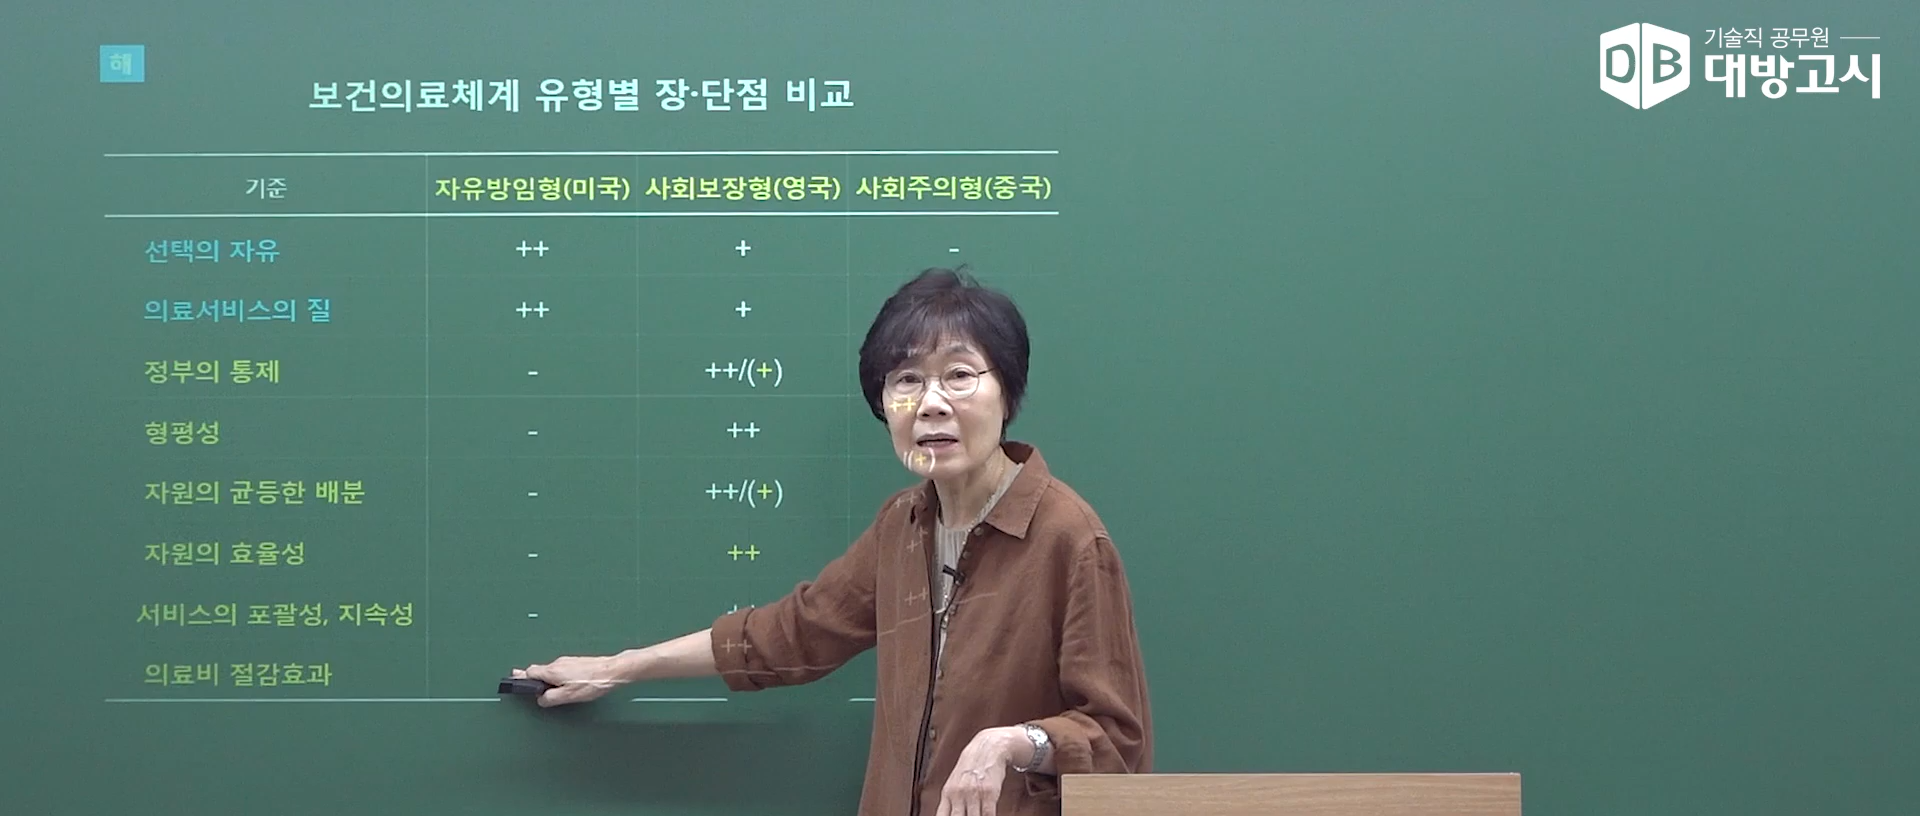 해
보건의료체계 유형별 장·단점 비교
기술직 공무원
DB 대방고시
기준 자유방임형(미국) 사회보장형(영국) 사회주의형(중국)
선택의 자유 ++ + -
의료서비스의 질 ++ +
정부의 통제 - ++/(+) ++
형평성 - ++ (+)
자원의 균등한 배분 - ++/(+) ++
자원의 효율성 - ++ ++
서비스의 포괄성, 지속성 - ++
의료비 절감효과 ++